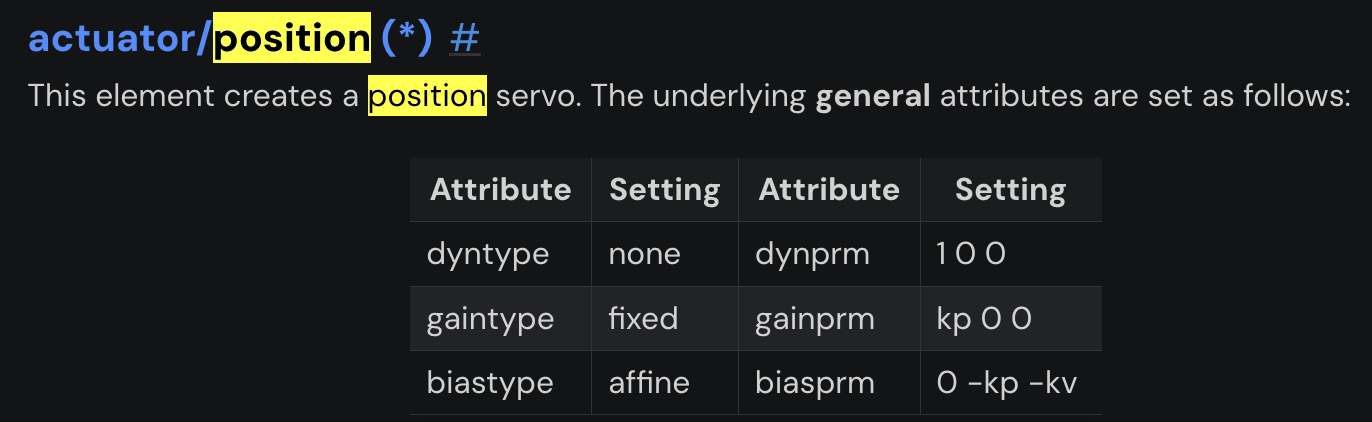 actuator/position (*) #
This element creates a position servo. The underlying general attributes are set as follows:
Attribute Setting Attribute Setting
dyntype none dynprm 1 0 0
gaintype fixed gainprm kp 0 0
biastype affine biasprm 0 -kp -kv